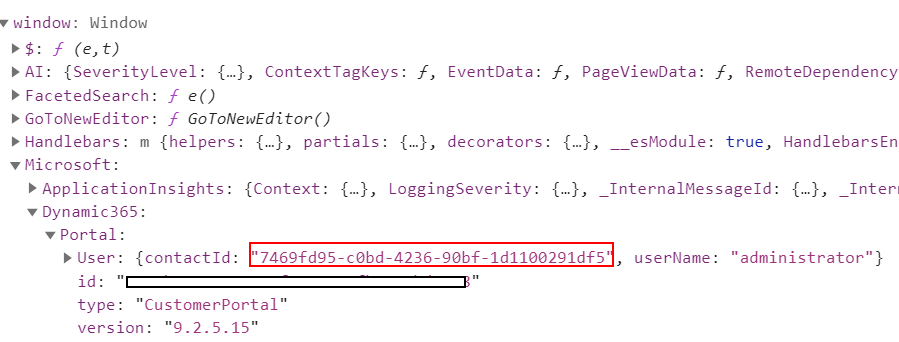 window: Window
$: ƒ (e,t)
AI: {SeverityLevel: {…}, ContextTagKeys: ƒ, EventData: ƒ, PageViewData: ƒ, RemoteDependency
FacetedSearch: ƒ e()
GoToNewEditor: ƒ GoToNewEditor()
Handlebars: m {helpers: {…}, partials: {…}, decorators: {…}, __esModule: true, HandlebarsEn
Microsoft:
ApplicationInsights: {Context: {…}, LoggingSeverity: {…}, _InternalMessageId: {…}, _Inter
Dynamic365:
Portal:
User: {contactId: "7469fd95-c0bd-4236-90bf-1d1100291df5", userName: "administrator"}
id: "
type: "CustomerPortal"
version: "9.2.5.15"